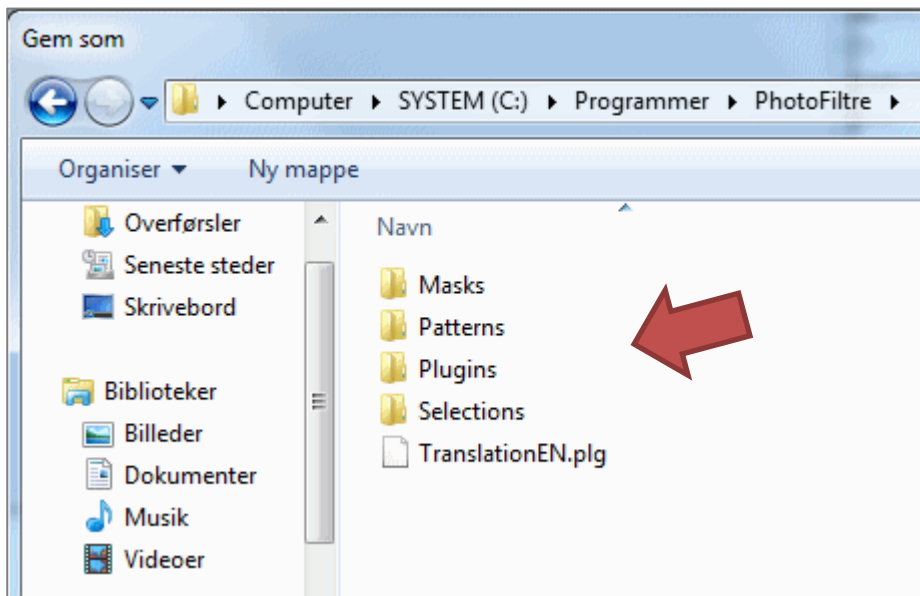 Gem som
Computer SYSTEM (C:) Programmer PhotoFiltre
Organiser Ny mappe
Overførsler
Seneste steder
Skrivebord
Biblioteker
Billeder
Dokumenter
Musik
Videoer
Navn
Masks
Patterns
Plugins
Selections
TranslationEN.plg